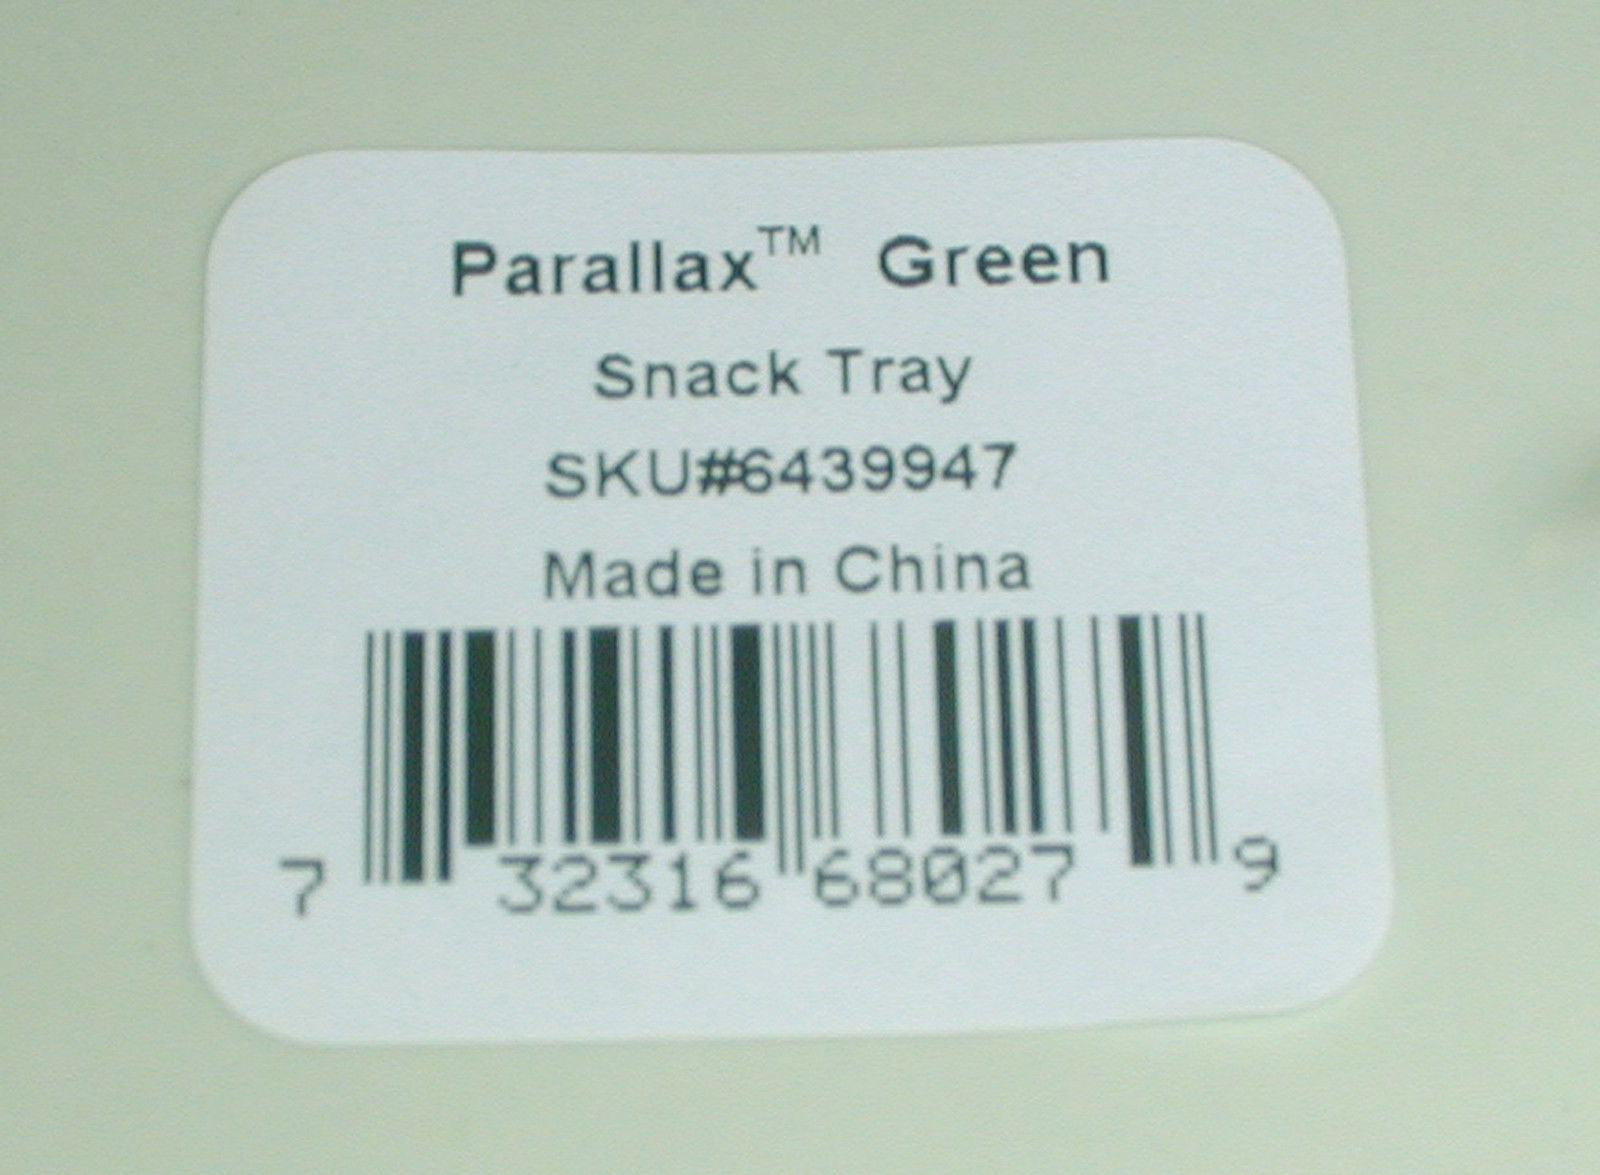 Parallax™ Green
Snack Tray
SKU#6439947
Made in China
7 32316 68027 9